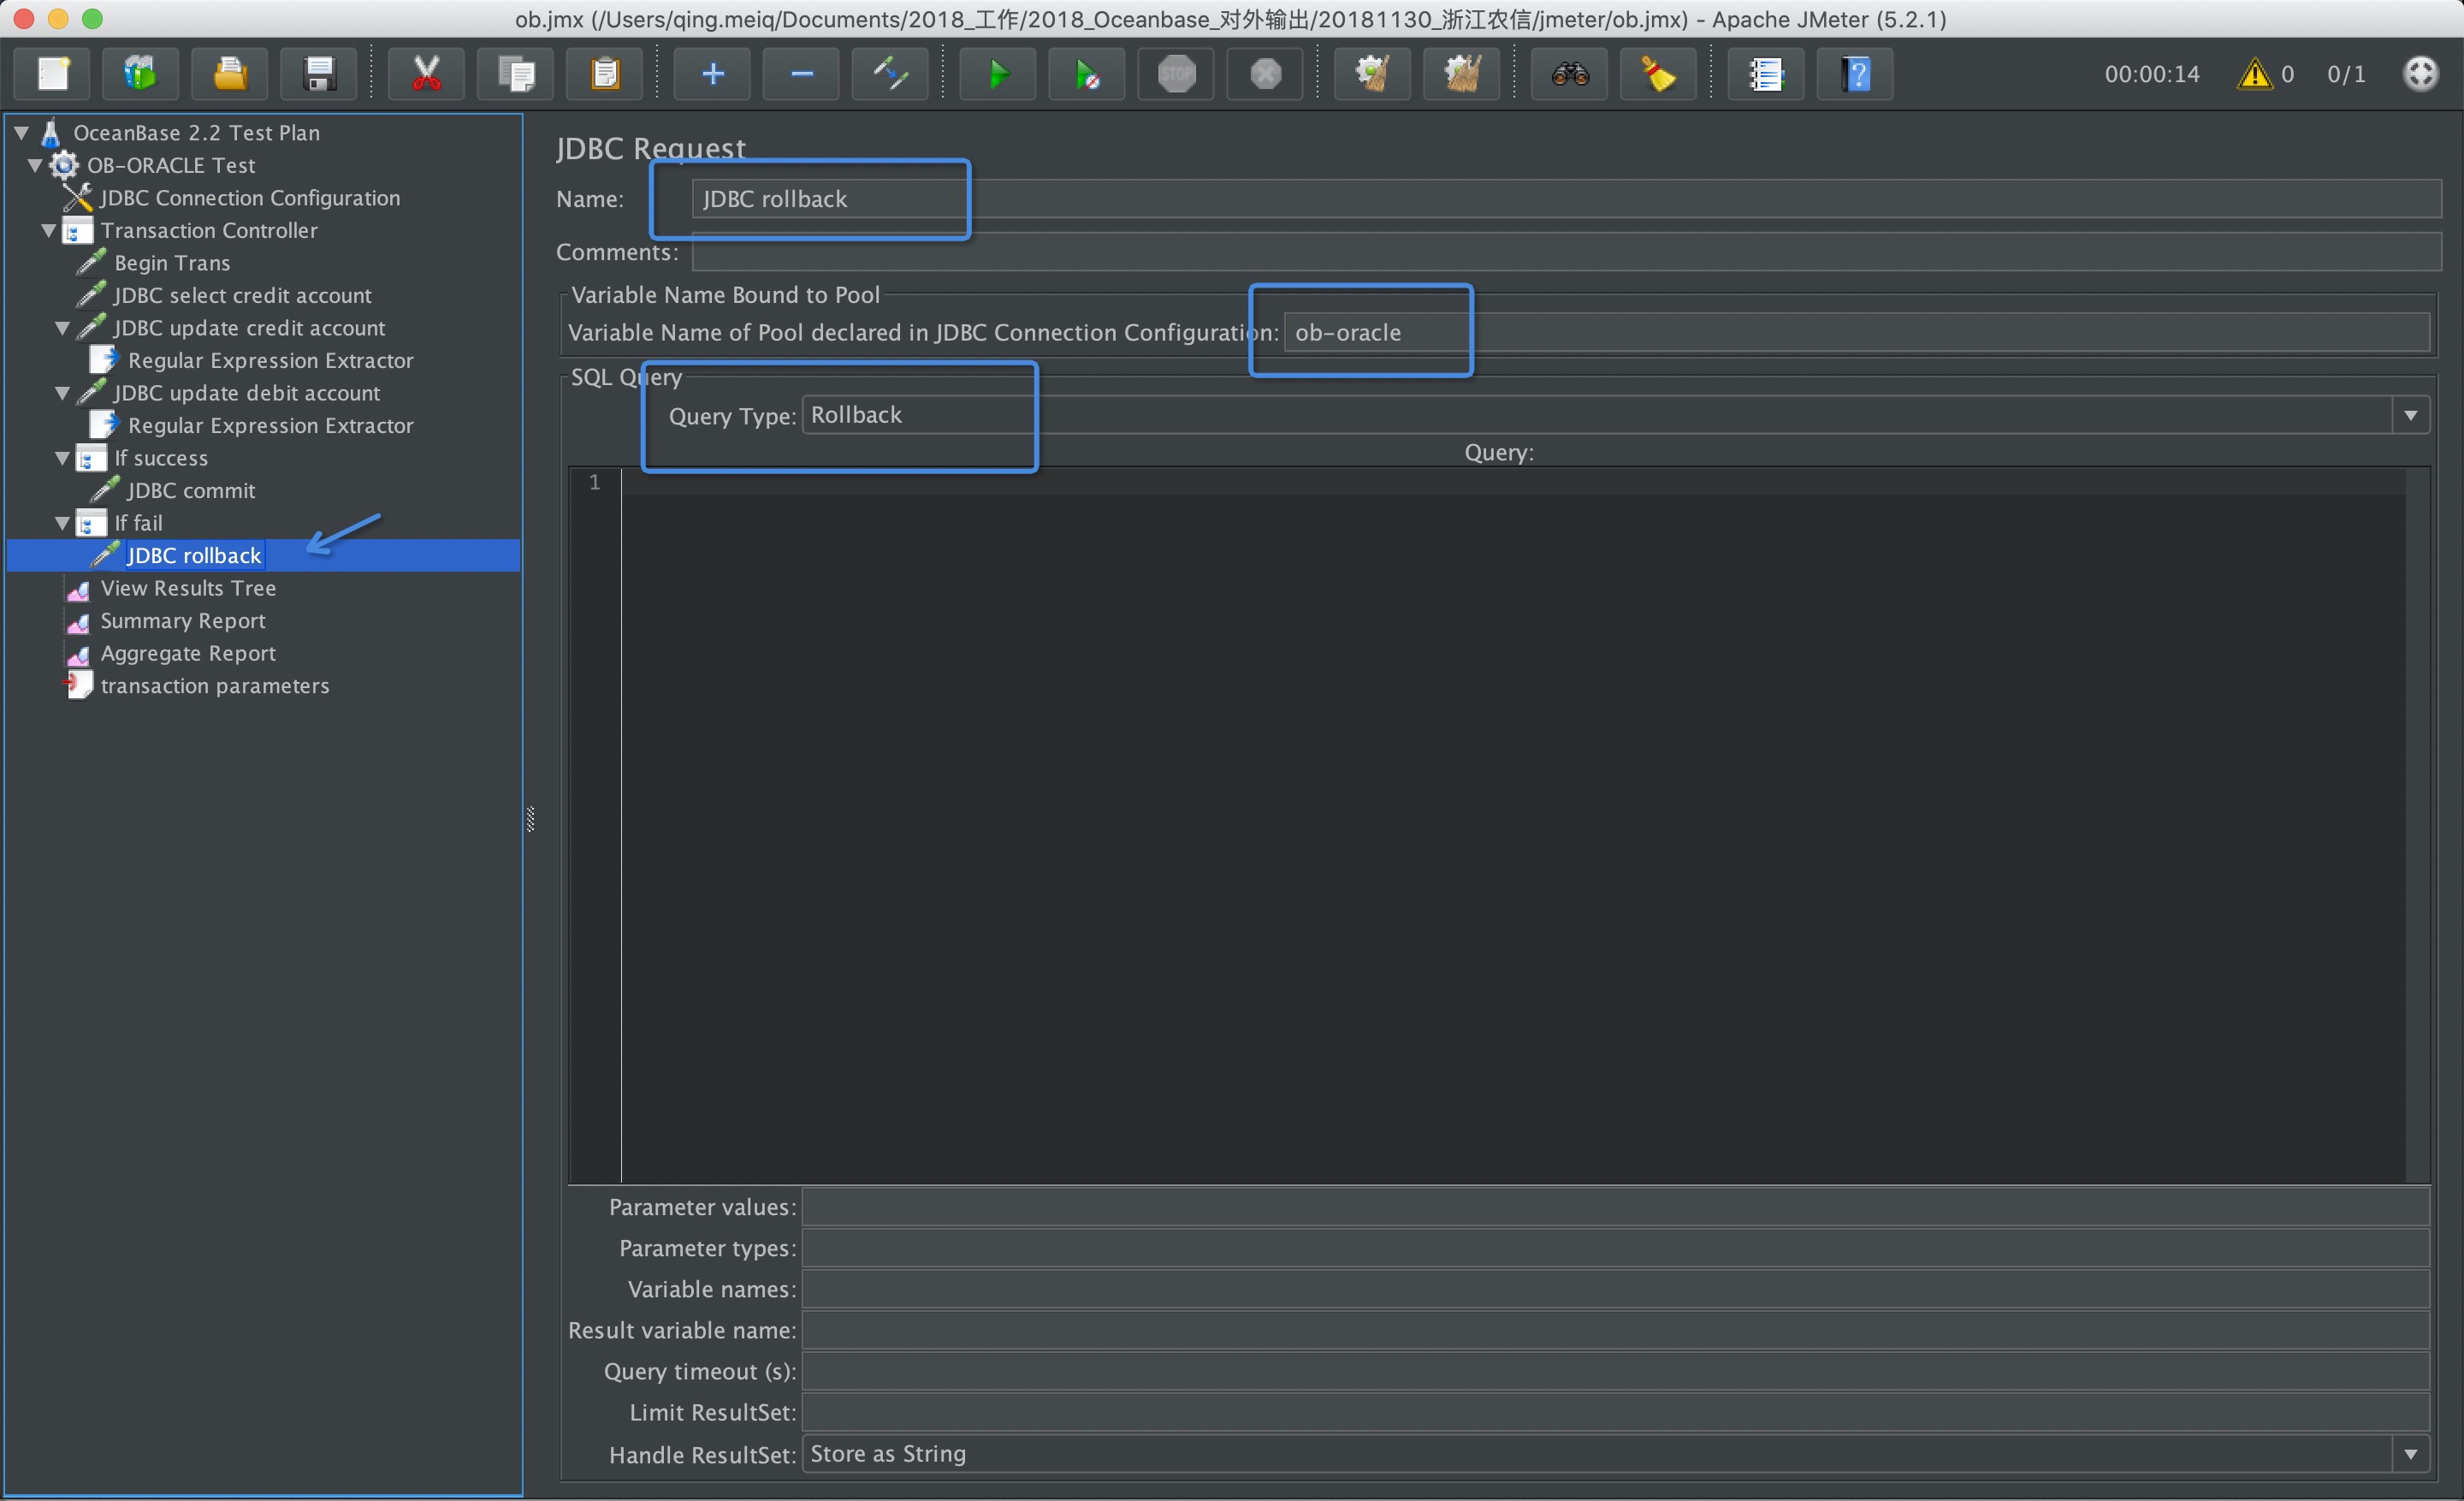 ob.jmx (/Users/qing.meiq/Documents/2018_工作/2018_Oceanbase_对外输出/20181130_浙江农信/jmeter/ob.jmx) - Apache JMeter (5.2.1)
STOP
00:00:14
0
0/1
OceanBase 2.2 Test Plan
OB-ORACLE Test
JDBC Connection Configuration
Transaction Controller
Begin Trans
JDBC select credit account
JDBC update credit account
Regular Expression Extractor
JDBC update debit account
Regular Expression Extractor
If success
JDBC commit
If fail
JDBC rollback
View Results Tree
Summary Report
Aggregate Report
transaction parameters
JDBC Request
Name: JDBC rollback
Comments:
Variable Name Bound to Pool
Variable Name of Pool declared in JDBC Connection Configuration: ob-oracle
SQL Query
Query Type: Rollback
Query:
1
Parameter values:
Parameter types:
Variable names:
Result variable name:
Query timeout (s):
Limit ResultSet:
Handle ResultSet: Store as String